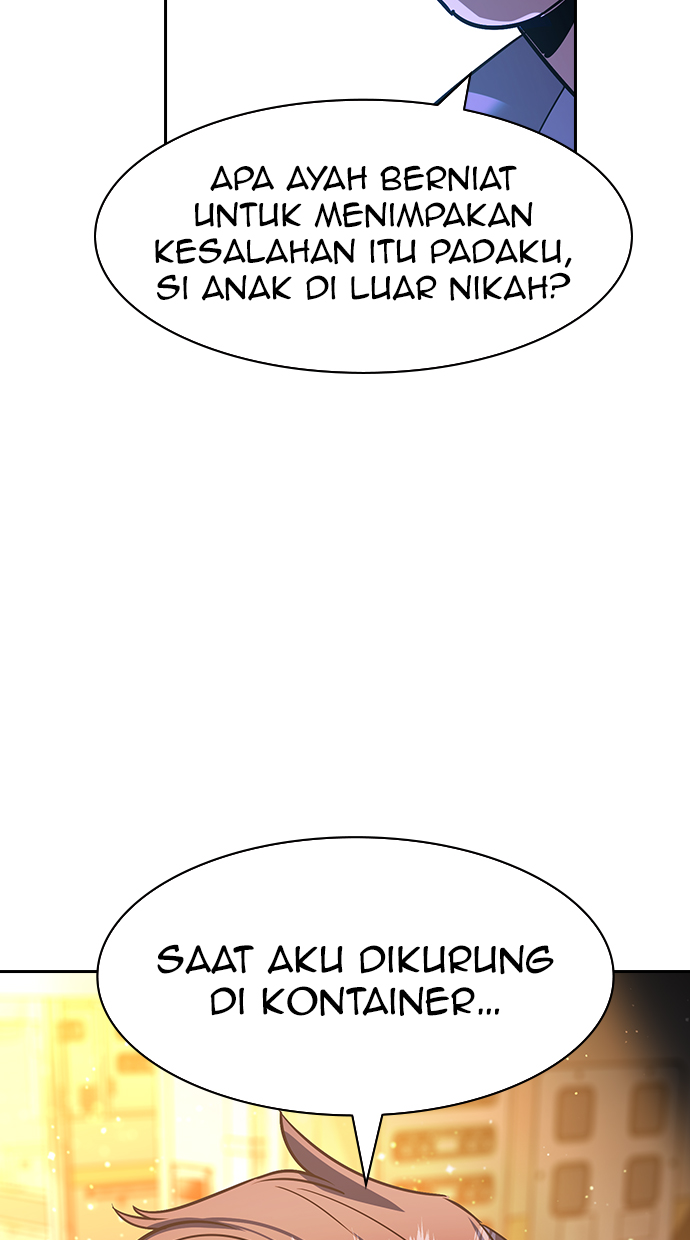 APA AYAH BERNIAT
UNTUK MENIMPAKAN
KESALAHAN ITU PADAKU,
SI ANAK DI LUAR NIKAH?
SAAT AKU DIKURUNG
DI KONTAINER...